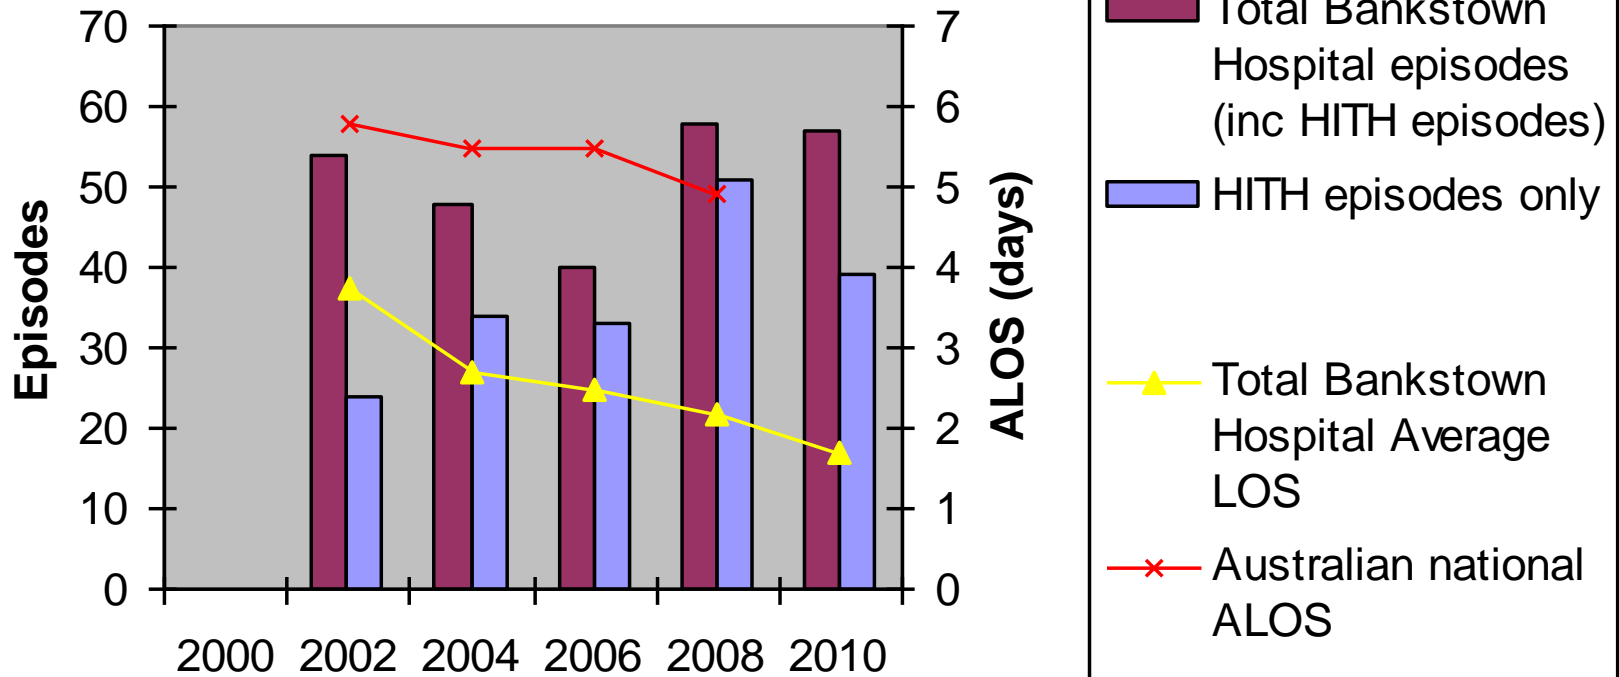 70
60
50
40
30
20
10
0
Episodes
7
6
5
4
3
2
1
0
ALOS (days)
2000 2002 2004 2006 2008 2010
Total Bankstown
Hospital episodes
(inc HITH episodes)
HITH episodes only
Total Bankstown
Hospital Average
LOS
Australian national
ALOS